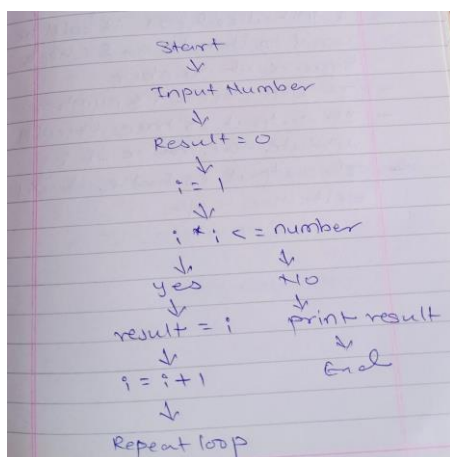 Start
↓
Input Number
↓
Result = 0
↓
i = 1
↓
i * i <= number
↓ ↓
yes No
↓ ↓
result = i print result
↓ ↓
i = i + 1 End
↓
Repeat loop